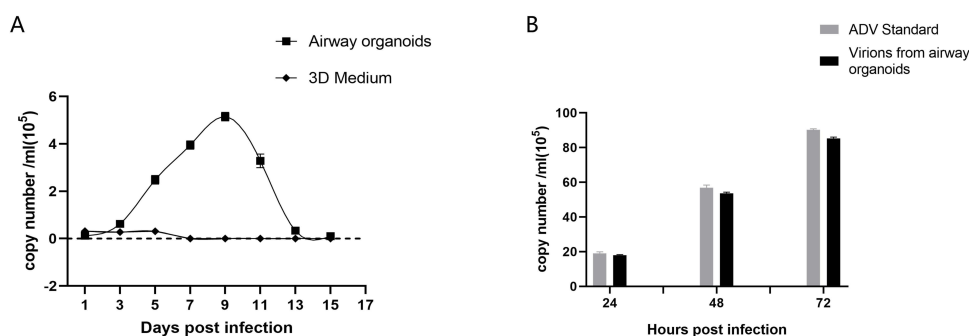 A
Airway organoids
3D Medium
copy number /ml(10⁵)
6
4
2
0
-2
1 3 5 7 9 11 13 15 17
Days post infection
B
ADV Standard
Virions from airway
organoids
copy number /ml(10⁵)
100
80
60
40
20
0
24 48 72
Hours post infection